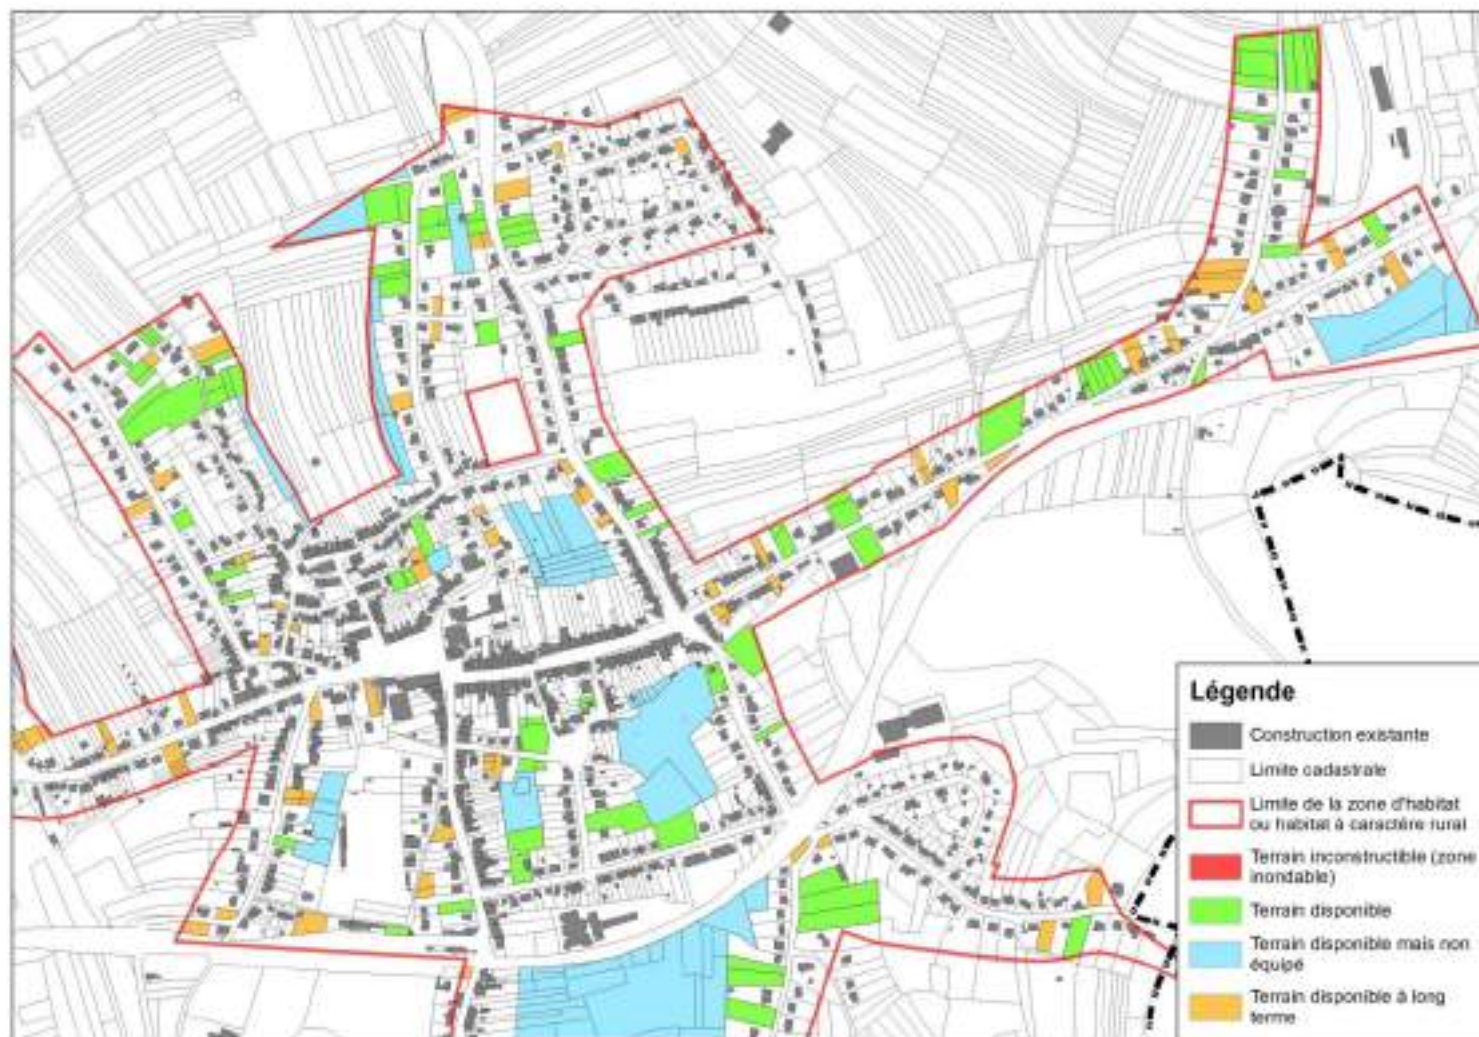 Légende
Construction existante
Limite cadastrale
Limite de la zone d'habitat
ou habitat à caractère rural
Terrain inconstructible (zone
inondable)
Terrain disponible
Terrain disponible mais non
équipé
Terrain disponible à long
terme